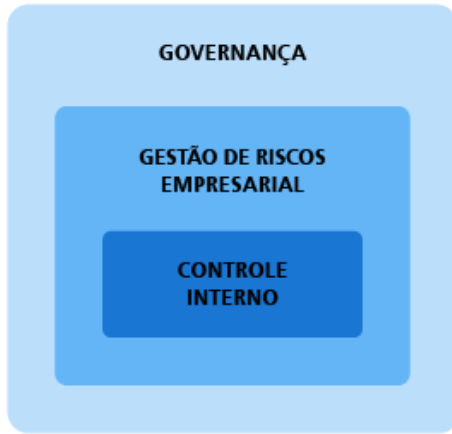 GOVERNANÇA
GESTÃO DE RISCOS
EMPRESARIAL
CONTROLE
INTERNO